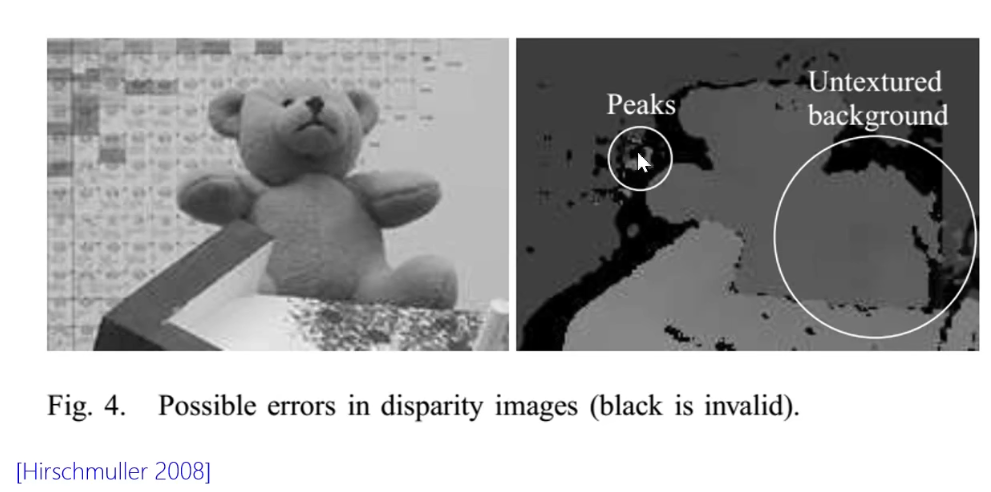 Peaks
Untextured
background
Fig. 4. Possible errors in disparity images (black is invalid).
[Hirschmuller 2008]